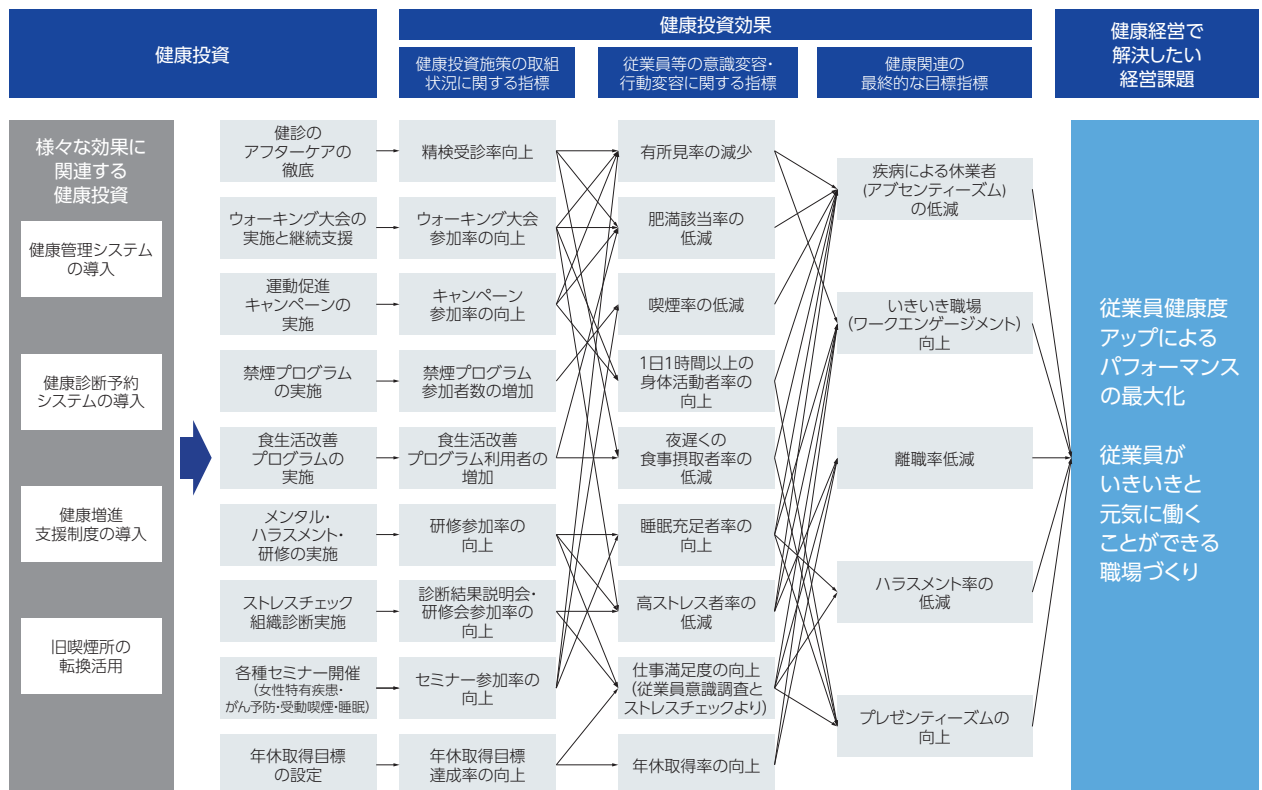 健康投資
健康投資効果
健康投資施策の取組
状況に関する指標
従業員等の意識変容・
行動変容に関する指標
健康関連の
最終的な目標指標
健康経営で
解決したい
経営課題
様々な効果に
関連する
健康投資
健康管理システム
の導入
健康診断予約
システムの導入
健康増進
支援制度の導入
旧喫煙所の
転換活用
健診の
アフターケアの
徹底
ウォーキング大会の
実施と継続支援
運動促進
キャンペーンの
実施
禁煙プログラム
の実施
食生活改善
プログラムの
実施
メンタル・
ハラスメント・
研修の実施
ストレスチェック
組織診断実施
各種セミナー開催
(女性特有疾患・
がん予防・受動喫煙・睡眠)
年休取得目標
の設定
精検受診率向上
ウォーキング大会
参加率の向上
キャンペーン
参加率の向上
禁煙プログラム
参加者数の増加
食生活改善
プログラム利用者の
増加
研修参加率の
向上
診断結果説明会・
研修会参加率の
向上
セミナー参加率の
向上
年休取得目標
達成率の向上
有所見率の減少
肥満該当率の
低減
喫煙率の低減
1日1時間以上の
身体活動者率の
向上
夜遅くの
食事摂取者率の
低減
睡眠充足者率の
向上
高ストレス者率の
低減
仕事満足度の向上
(従業員意識調査と
ストレスチェックより)
年休取得率の向上
疾病による休業者
(アブセンティーズム)
の低減
いきいき職場
(ワークエンゲージメント)
向上
離職率低減
ハラスメント率の
低減
プレゼンティーズムの
向上
従業員健康度
アップによる
パフォーマンス
の最大化
従業員が
いきいきと
元気に働く
ことができる
職場づくり